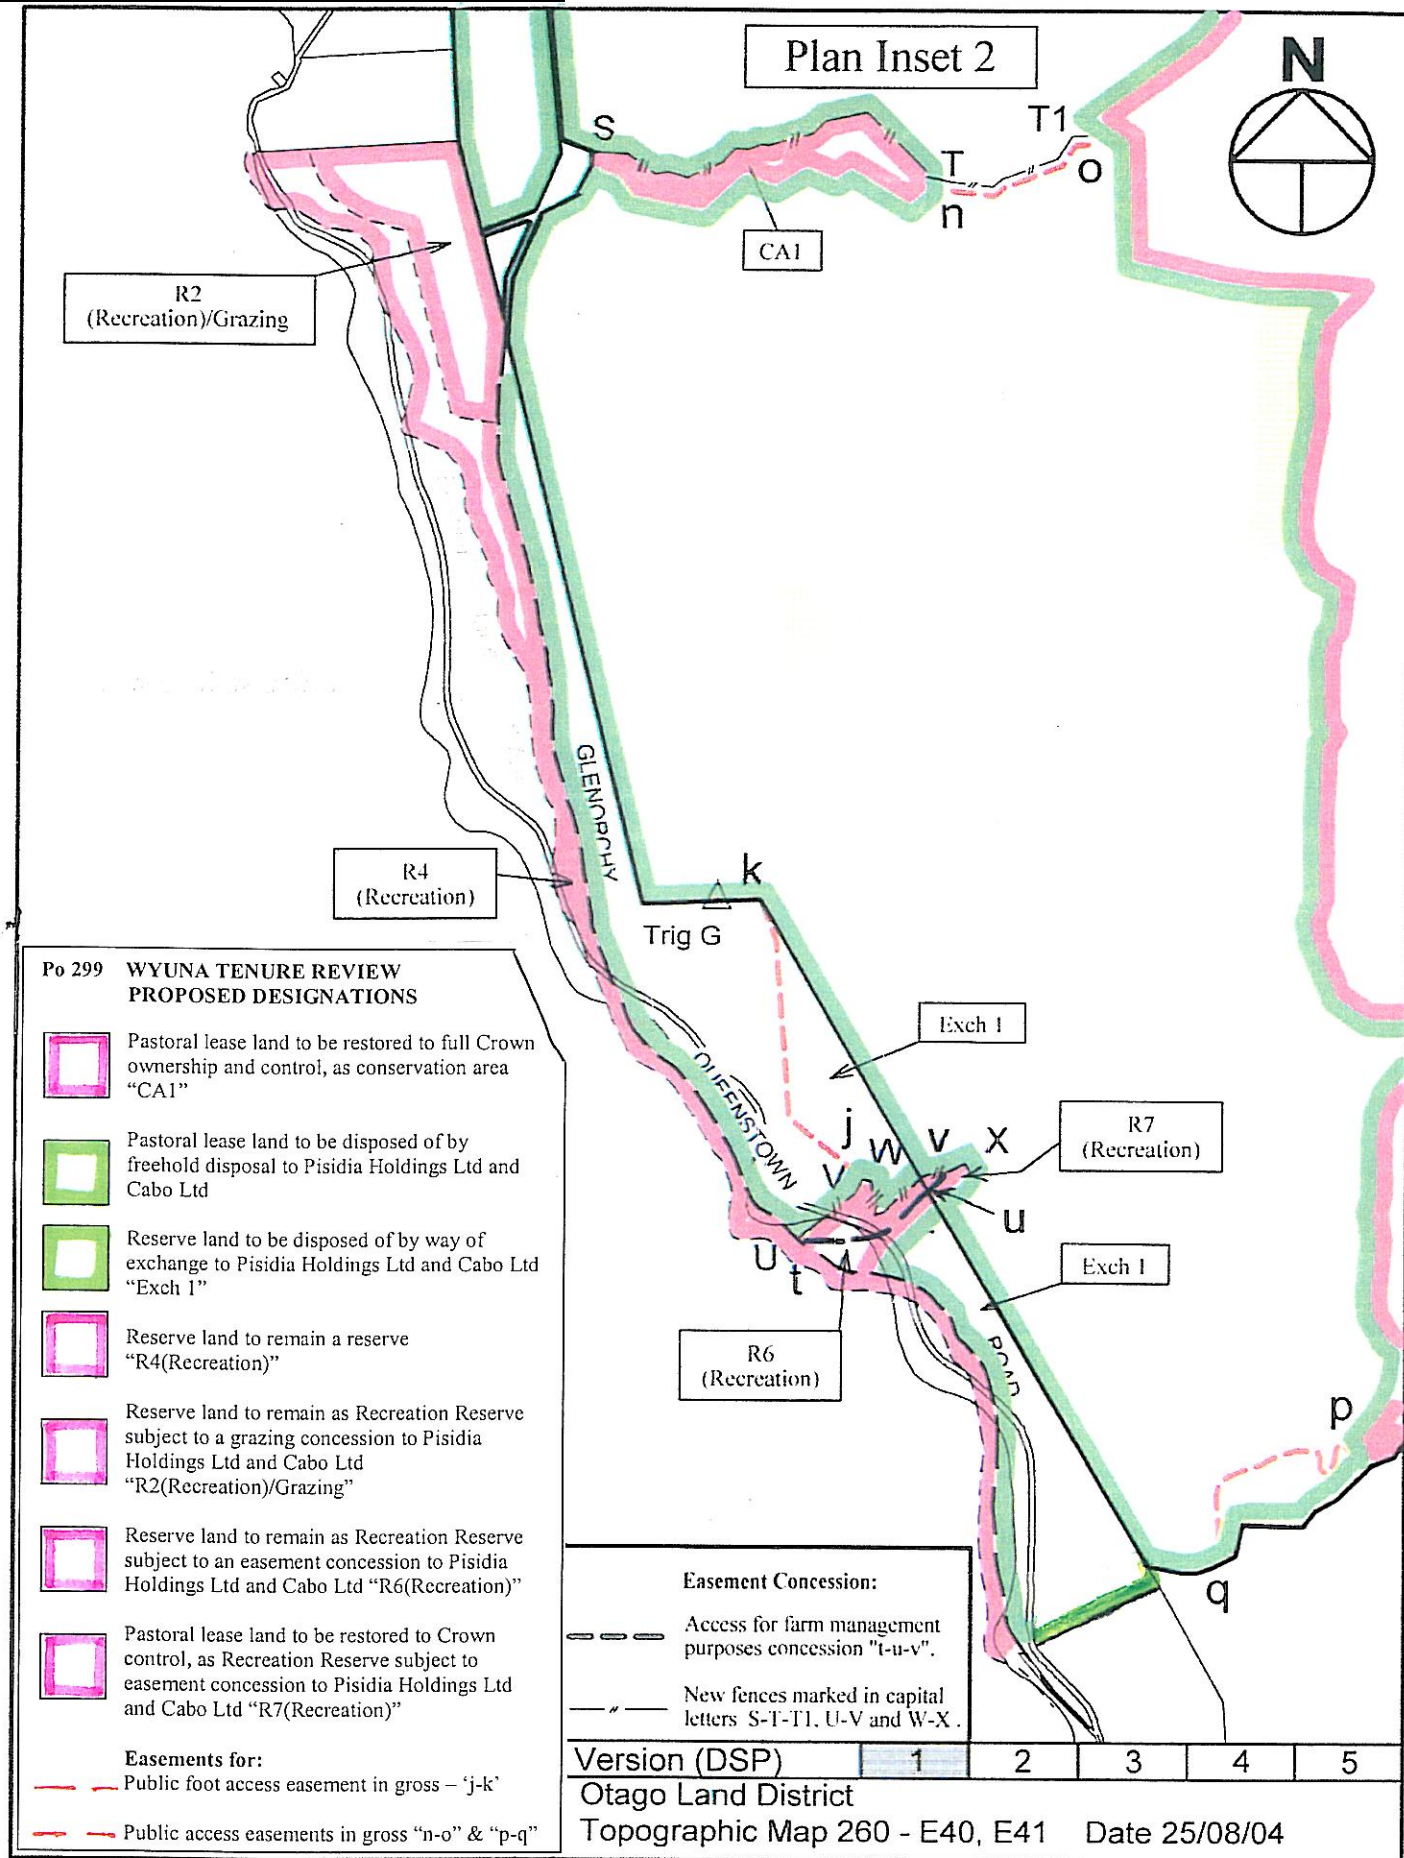 Plan Inset 2
N
S
T
T1
n
o
CA1
R2
(Recreation)/Grazing
GLENORCHY
R4
(Recreation)
k
Trig G
Exch 1
QUEENSTOWN
j
V
W
v
X
R7
(Recreation)
u
U
t
Exch 1
R6
(Recreation)
ROAD
p
q
Po 299 WYUNA TENURE REVIEW
PROPOSED DESIGNATIONS
Pastoral lease land to be restored to full Crown
ownership and control, as conservation area
“CA1”
Pastoral lease land to be disposed of by
freehold disposal to Pisidia Holdings Ltd and
Cabo Ltd
Reserve land to be disposed of by way of
exchange to Pisidia Holdings Ltd and Cabo Ltd
“Exch 1”
Reserve land to remain a reserve
“R4(Recreation)”
Reserve land to remain as Recreation Reserve
subject to a grazing concession to Pisidia
Holdings Ltd and Cabo Ltd
“R2(Recreation)/Grazing”
Reserve land to remain as Recreation Reserve
subject to an easement concession to Pisidia
Holdings Ltd and Cabo Ltd “R6(Recreation)”
Pastoral lease land to be restored to Crown
control, as Recreation Reserve subject to
easement concession to Pisidia Holdings Ltd
and Cabo Ltd “R7(Recreation)”
Easements for:
Public foot access easement in gross – ‘j-k’
Public access easements in gross “n-o” & “p-q”
Easement Concession:
Access for farm management
purposes concession "t-u-v".
New fences marked in capital
letters S-T-T1, U-V and W-X .
Version (DSP) 1 2 3 4 5
Otago Land District
Topographic Map 260 - E40, E41 Date 25/08/04